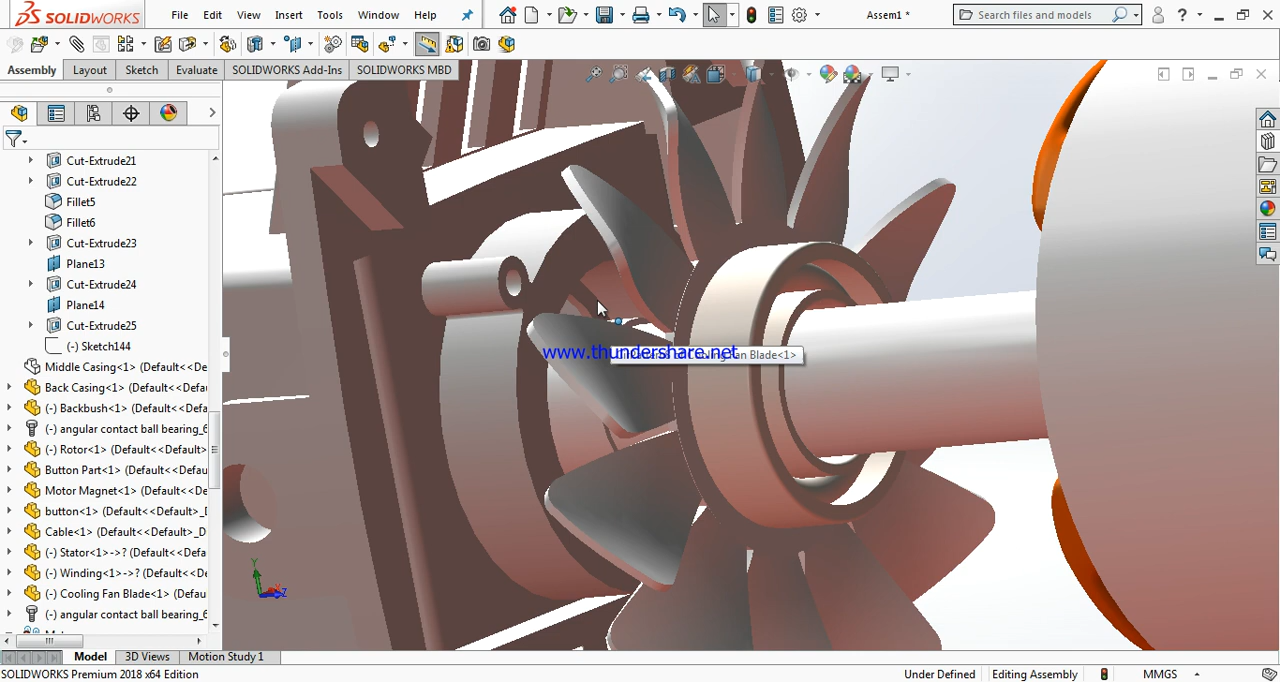 SOLIDWORKS
File Edit View Insert Tools Window Help
Assem1 *
Search files and models
Assembly Layout Sketch Evaluate SOLIDWORKS Add-Ins SOLIDWORKS MBD
Cut-Extrude21
Cut-Extrude22
Fillet5
Fillet6
Cut-Extrude23
Plane13
Cut-Extrude24
Plane14
Cut-Extrude25
(-) Sketch144
Middle Casing<1> (Default<<De
Back Casing<1> (Default<<Defau
(-) Backbush<1> (Default<<Defa
(-) angular contact ball bearing_6
(-) Rotor<1> (Default<<Default>
Button Part<1> (Default<<Defau
Motor Magnet<1> (Default<<De
button<1> (Default<<Default>_D
Cable<1> (Default<<Default>_D
(-) Stator<1>->? (Default<<Defa
(-) Winding<1>->? (Default<<De
(-) Cooling Fan Blade<1> (Defau
(-) angular contact ball bearing_6
www.thundershare.net
Cooling Fan Blade<1>
Y
X
Z
Model 3D Views Motion Study 1
SOLIDWORKS Premium 2018 x64 Edition
Under Defined Editing Assembly MMGS